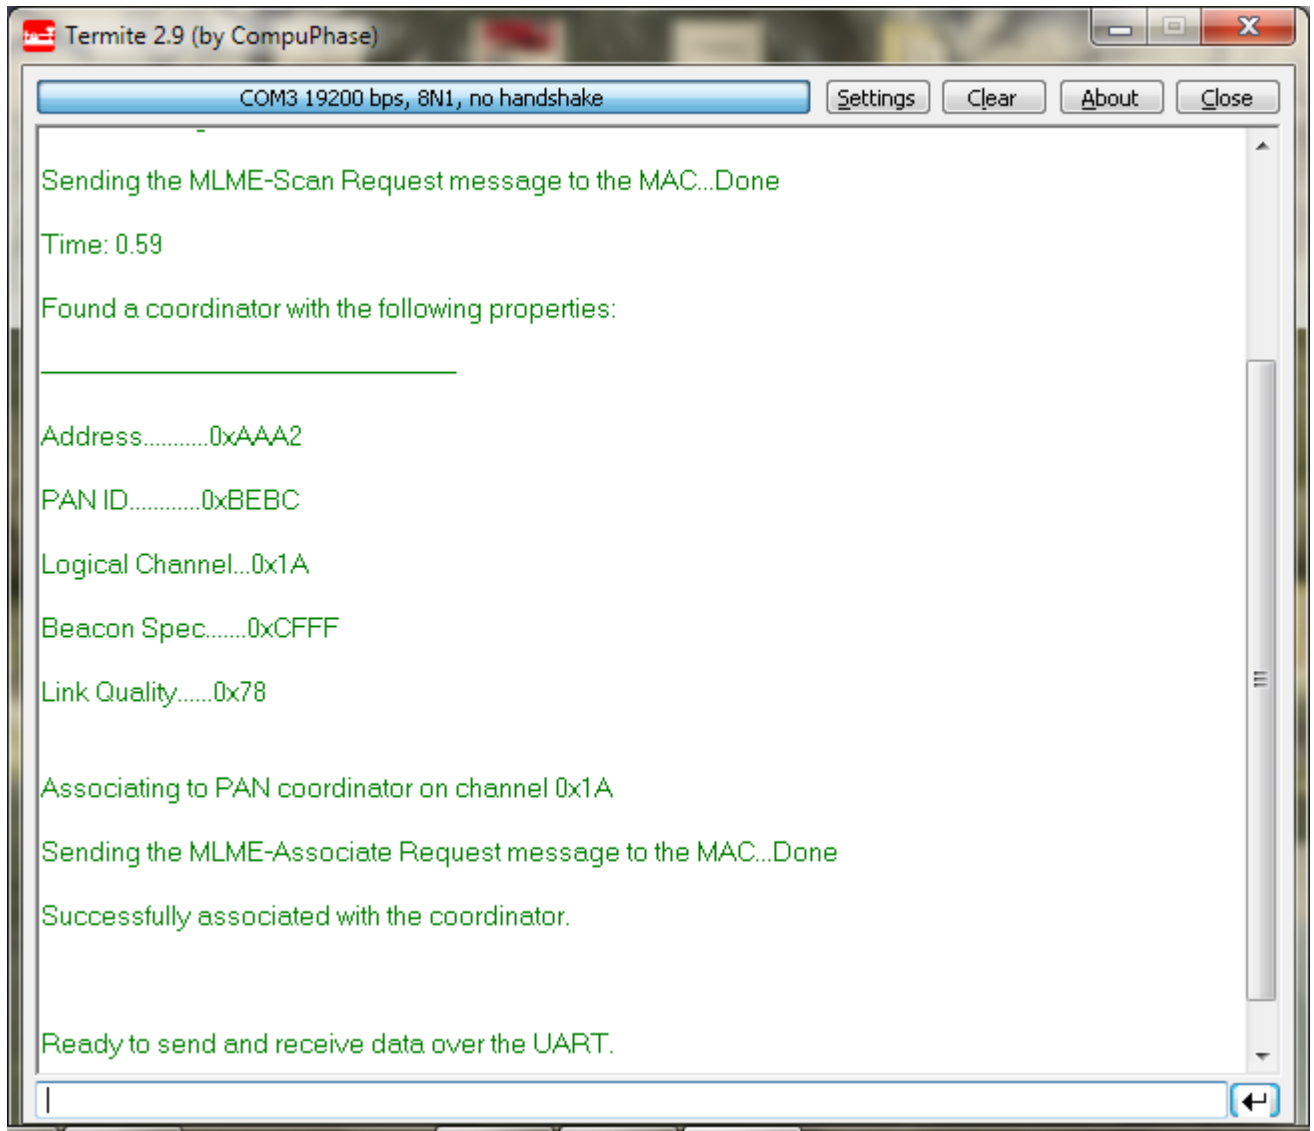 Termite 2.9 (by CompuPhase)
COM3 19200 bps, 8N1, no handshake
Settings
Clear
About
Close
Sending the MLME-Scan Request message to the MAC...Done
Time: 0.59
Found a coordinator with the following properties:
Address...........0xAAA2
PAN ID............0xBEBC
Logical Channel...0x1A
Beacon Spec.......0xCFFF
Link Quality......0x78
Associating to PAN coordinator on channel 0x1A
Sending the MLME-Associate Request message to the MAC...Done
Successfully associated with the coordinator.
Ready to send and receive data over the UART.